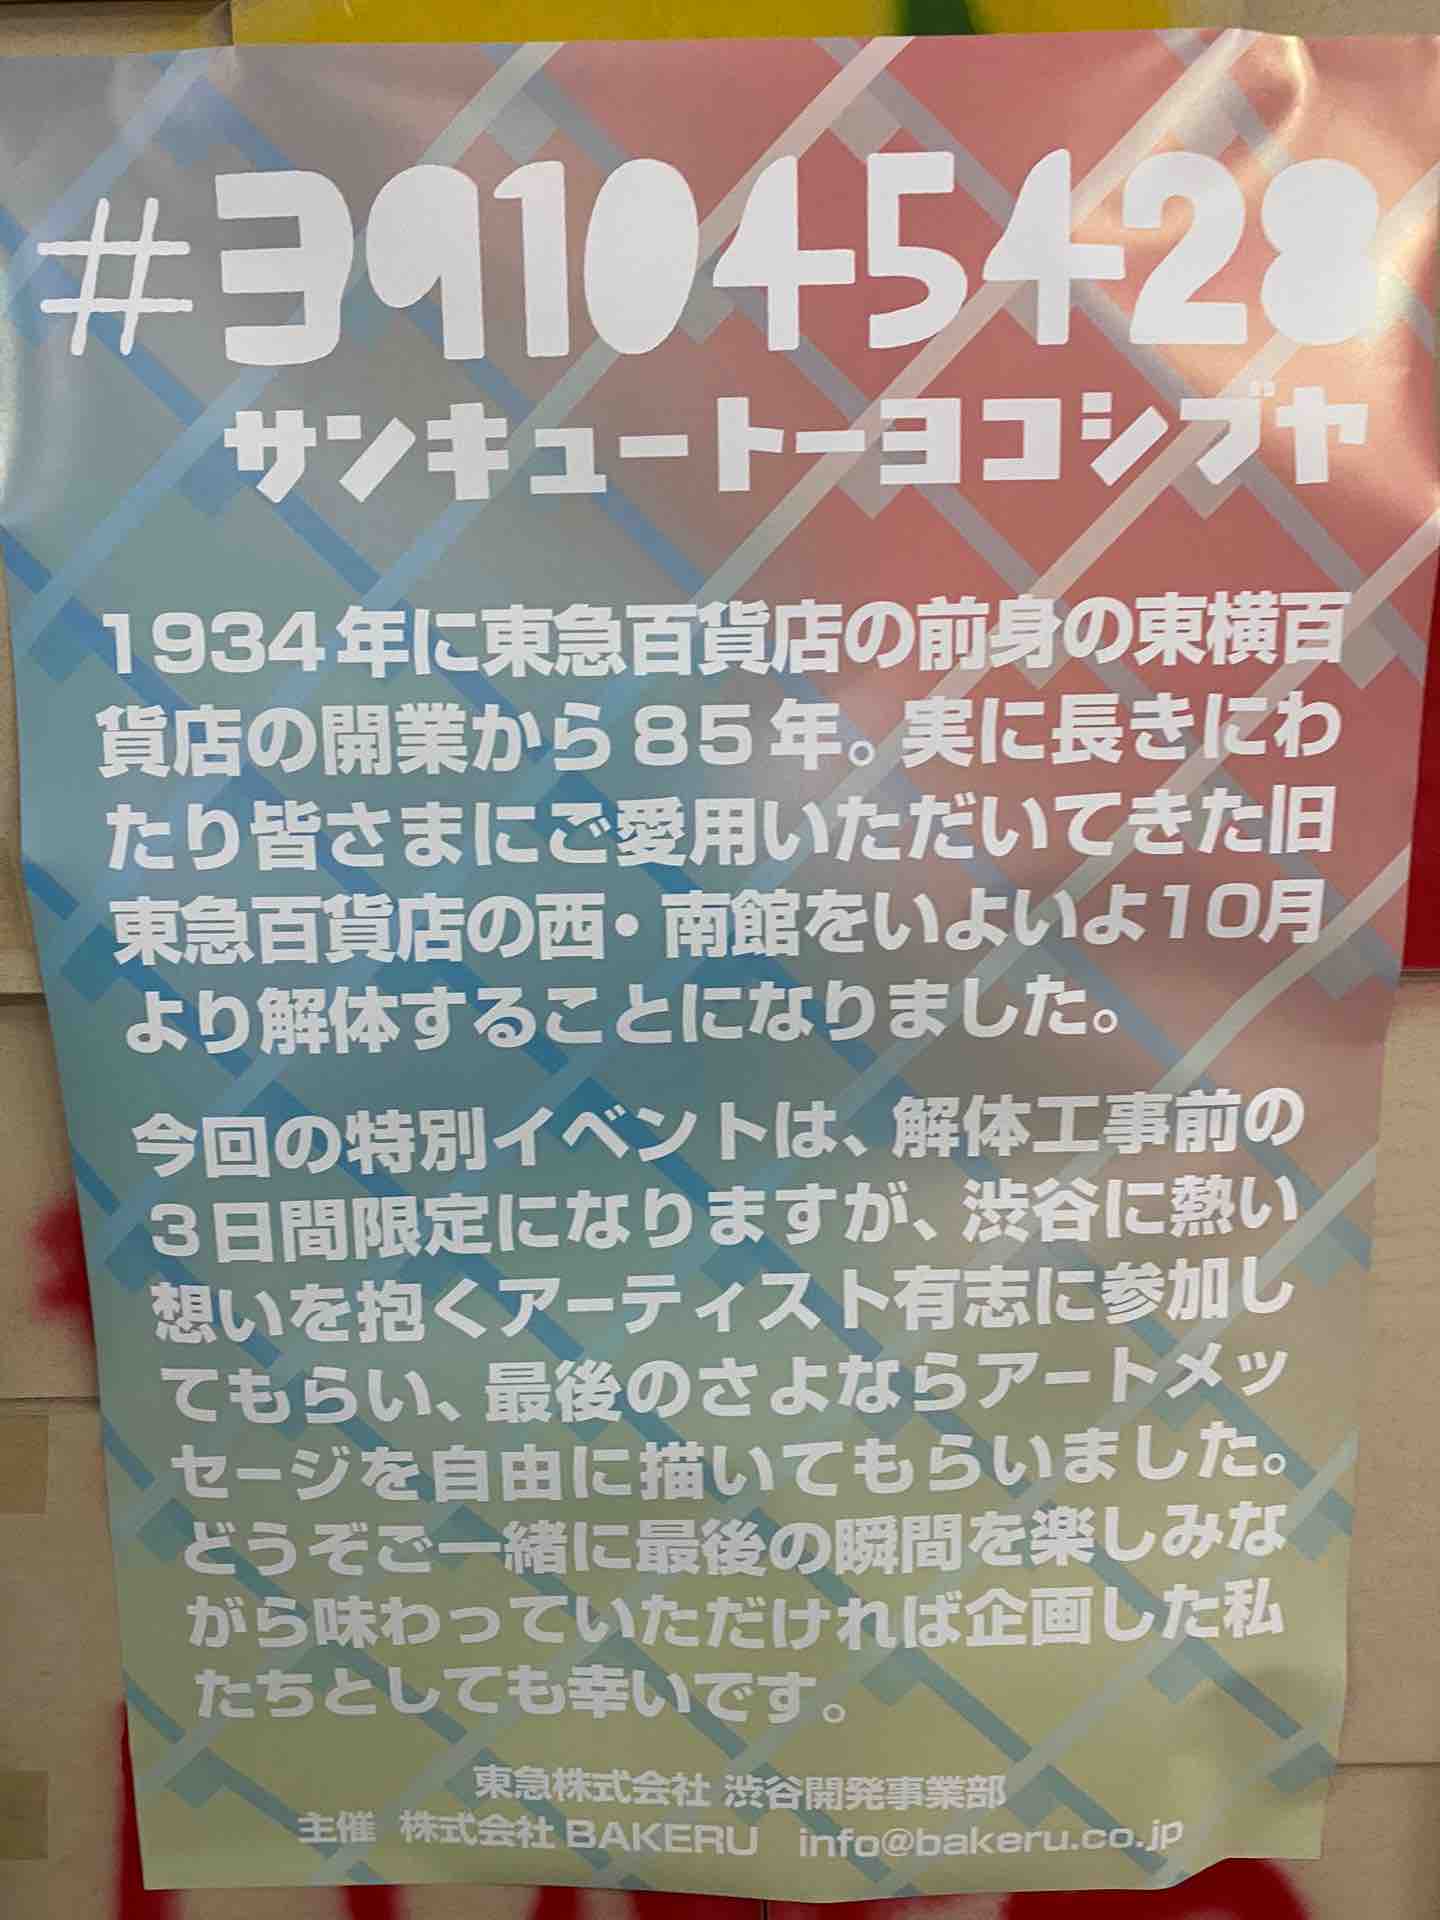 #391045428
サンキュートーヨコシブヤ
1934年に東急百貨店の前身の東横百
貨店の開業から85年。実に長きにわ
たり皆さまにご愛用いただいてきた旧
東急百貨店の西・南館をいよいよ10月
より解体することになりました。
今回の特別イベントは、解体工事前の
3日間限定になりますが、渋谷に熱い
想いを抱くアーティスト有志に参加し
てもらい、最後のさよならアートメッ
セージを自由に描いてもらいました。
どうぞご一緒に最後の瞬間を楽しみな
がら味わっていただければ企画した私
たちとしても幸いです。
東急株式会社 渋谷開発事業部
主催 株式会社BAKERU info@bakeru.co.jp